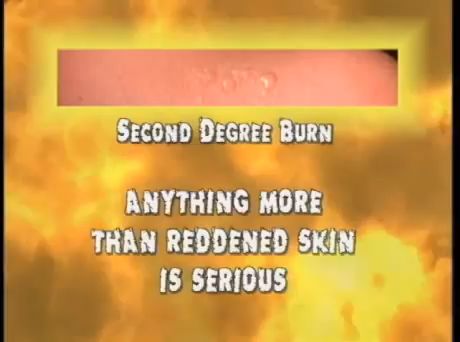 Second Degree Burn
ANYTHING MORE
THAN REDDENED SKIN
IS SERIOUS